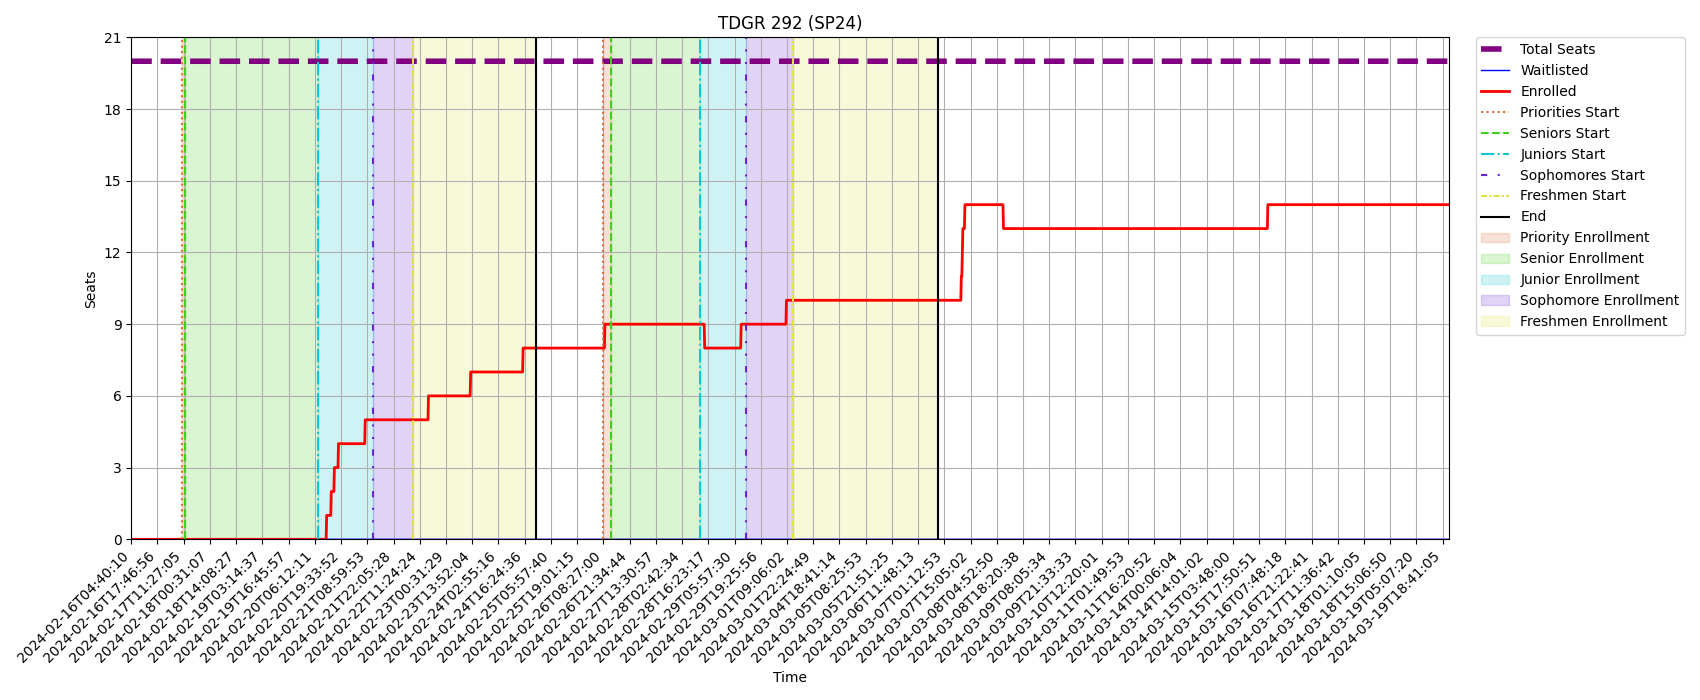 TDGR 292 (SP24)
21
18
15
12
9
6
3
0
Seats
2024-02-16T04:40:10
2024-02-16T17:46:56
2024-02-17T11:27:05
2024-02-18T00:31:07
2024-02-18T14:08:27
2024-02-19T03:14:37
2024-02-19T16:45:57
2024-02-20T06:12:11
2024-02-20T19:33:52
2024-02-21T08:59:53
2024-02-21T22:05:28
2024-02-22T11:24:24
2024-02-23T00:31:29
2024-02-23T13:52:04
2024-02-24T02:55:16
2024-02-24T16:24:36
2024-02-25T05:57:40
2024-02-25T19:01:15
2024-02-26T08:27:00
2024-02-26T21:34:44
2024-02-27T13:30:57
2024-02-28T02:42:34
2024-02-28T16:23:17
2024-02-29T05:57:30
2024-02-29T19:25:56
2024-03-01T09:06:02
2024-03-01T22:24:49
2024-03-04T18:41:14
2024-03-05T08:25:53
2024-03-05T21:51:25
2024-03-06T11:48:13
2024-03-07T01:12:53
2024-03-07T15:05:02
2024-03-08T04:52:50
2024-03-08T18:20:38
2024-03-09T08:05:34
2024-03-09T21:33:33
2024-03-10T12:20:01
2024-03-11T01:49:53
2024-03-11T16:20:52
2024-03-14T00:06:04
2024-03-14T14:01:02
2024-03-15T03:48:00
2024-03-15T17:50:51
2024-03-16T07:48:18
2024-03-16T21:22:41
2024-03-17T11:36:42
2024-03-18T01:10:05
2024-03-18T15:06:50
2024-03-19T05:07:20
2024-03-19T18:41:05
Time
Total Seats
Waitlisted
Enrolled
Priorities Start
Seniors Start
Juniors Start
Sophomores Start
Freshmen Start
End
Priority Enrollment
Senior Enrollment
Junior Enrollment
Sophomore Enrollment
Freshmen Enrollment